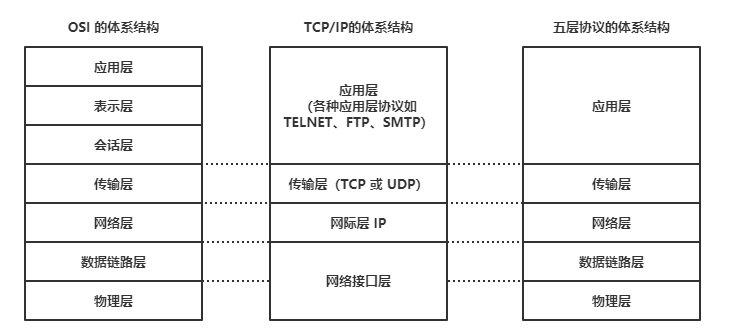 OSI 的体系结构
应用层
表示层
会话层
传输层
网络层
数据链路层
物理层
TCP/IP的体系结构
应用层
(各种应用层协议如
TELNET、FTP、SMTP)
传输层（TCP 或 UDP）
网际层 IP
网络接口层
五层协议的体系结构
应用层
传输层
网络层
数据链路层
物理层